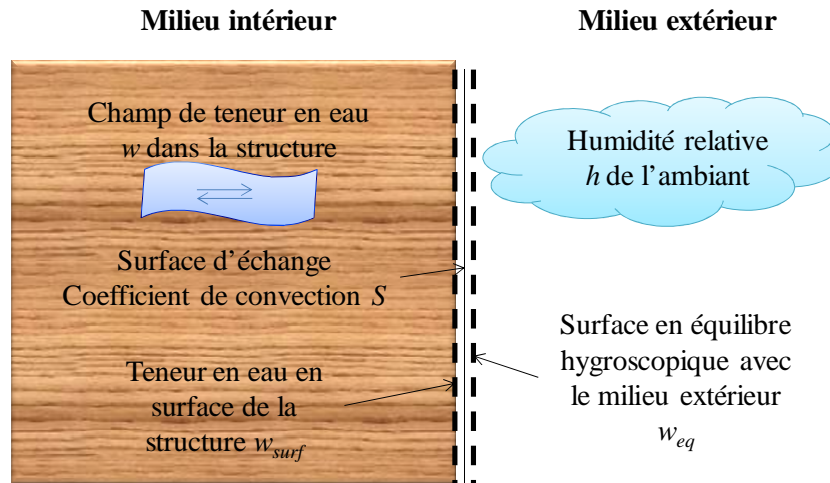 Milieu intérieur
Milieu extérieur
Champ de teneur en eau
w dans la structure
Humidité relative
h de l’ambiant
Surface d’échange
Coefficient de convection S
Teneur en eau en
surface de la
structure wsurf
Surface en équilibre
hygroscopique avec
le milieu extérieur
weq